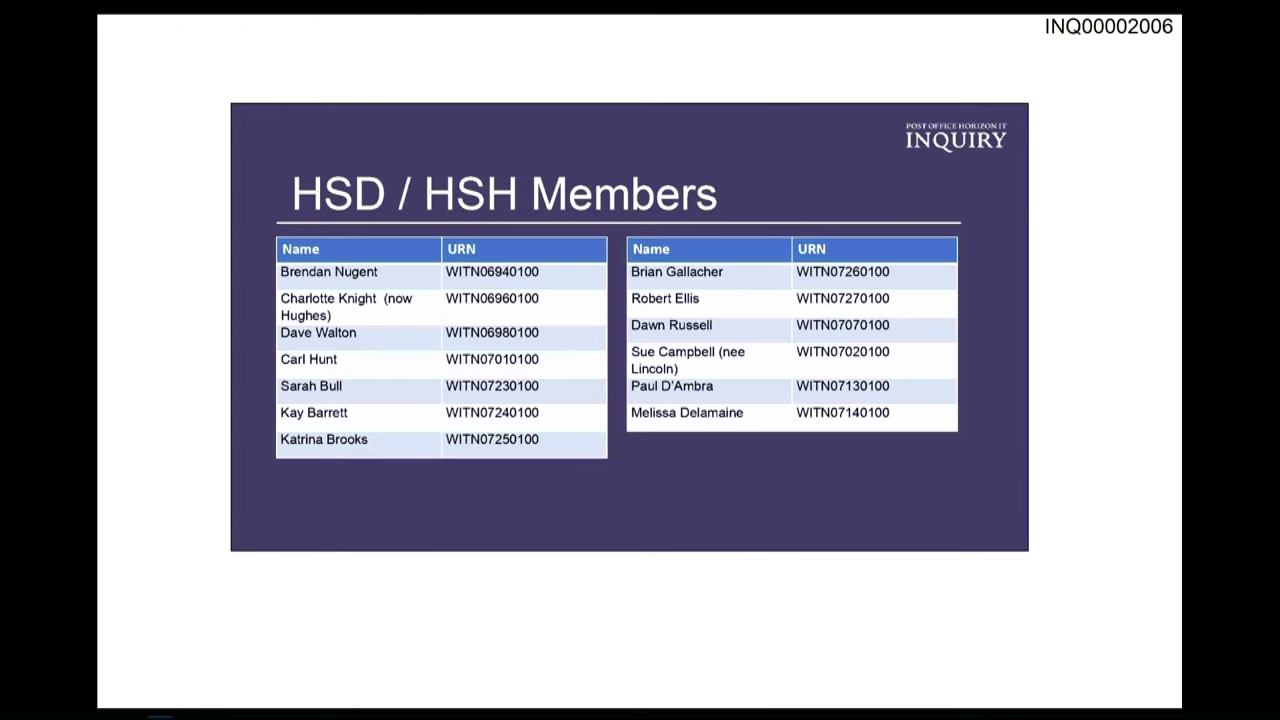 INQ00002006
POST OFFICE HORIZON IT
INQUIRY
HSD / HSH Members
Name URN
Brendan Nugent WITN06940100
Charlotte Knight (now WITN06960100
Hughes)
Dave Walton WITN06980100
Carl Hunt WITN07010100
Sarah Bull WITN07230100
Kay Barrett WITN07240100
Katrina Brooks WITN07250100
Name URN
Brian Gallacher WITN07260100
Robert Ellis WITN07270100
Dawn Russell WITN07070100
Sue Campbell (nee WITN07020100
Lincoln)
Paul D'Ambra WITN07130100
Melissa Delamaine WITN07140100